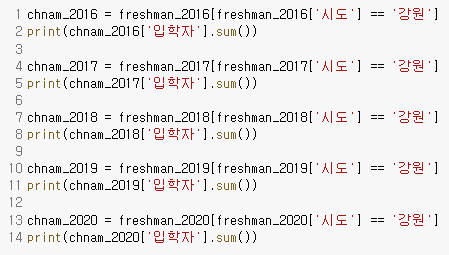 1 chnam_2016 = freshman_2016[freshman_2016['시도'] == '강원']
2 print(chnam_2016['입학자'].sum())
3
4 chnam_2017 = freshman_2017[freshman_2017['시도'] == '강원']
5 print(chnam_2017['입학자'].sum())
6
7 chnam_2018 = freshman_2018[freshman_2018['시도'] == '강원']
8 print(chnam_2018['입학자'].sum())
9
10 chnam_2019 = freshman_2019[freshman_2019['시도'] == '강원']
11 print(chnam_2019['입학자'].sum())
12
13 chnam_2020 = freshman_2020[freshman_2020['시도'] == '강원']
14 print(chnam_2020['입학자'].sum())